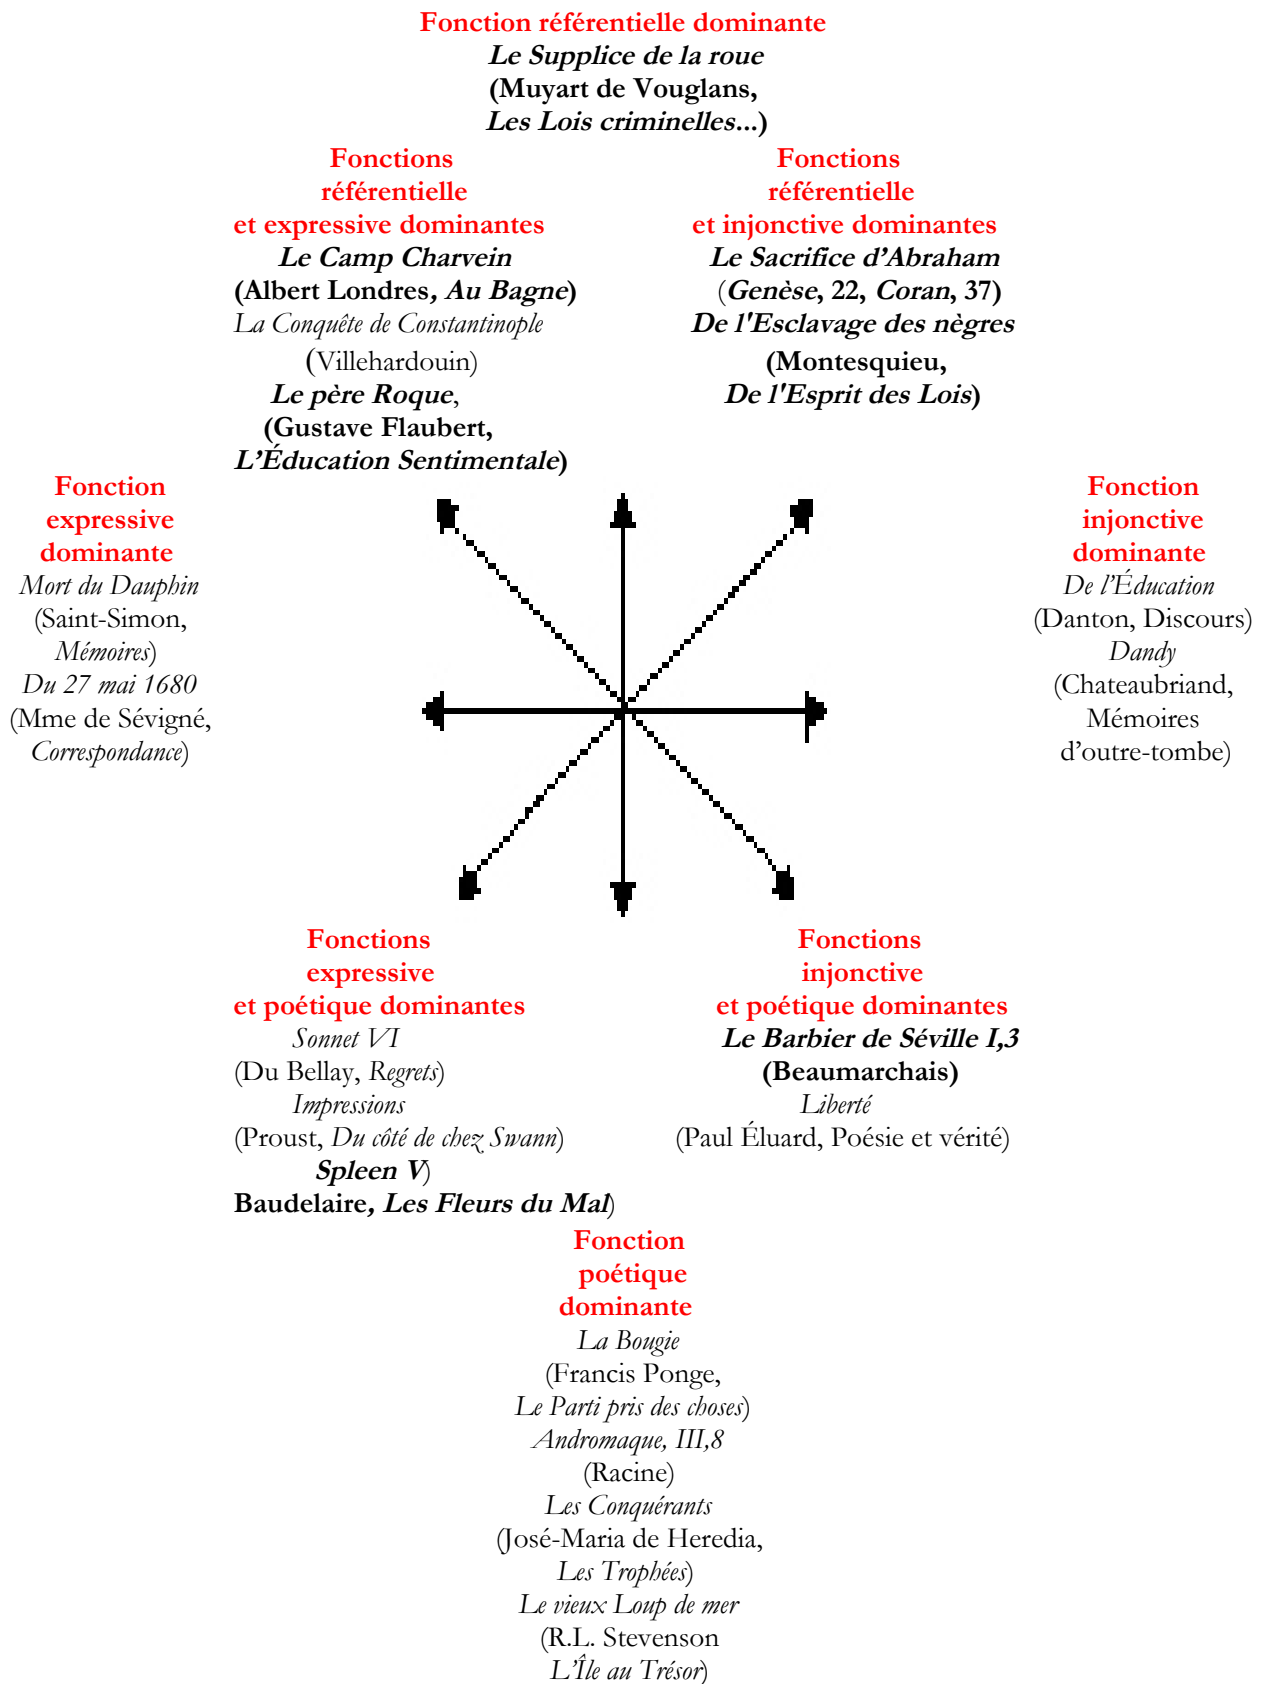 Fonction référentielle dominante
Le Supplice de la roue
(Muyart de Vouglans,
Les Lois criminelles...)
Fonctions
référentielle
et expressive dominantes
Le Camp Charvein
(Albert Londres, Au Bagne)
La Conquête de Constantinople
(Villehardouin)
Le père Roque,
(Gustave Flaubert,
L'Éducation Sentimentale)
Fonctions
référentielle
et injonctive dominantes
Le Sacrifice d'Abraham
(Genèse, 22, Coran, 37)
De l'Esclavage des nègres
(Montesquieu,
De l'Esprit des Lois)
Fonction
expressive
dominante
Mort du Dauphin
(Saint-Simon,
Mémoires)
Du 27 mai 1680
(Mme de Sévigné,
Correspondance)
Fonction
injonctive
dominante
De l'Éducation
(Danton, Discours)
Dandy
(Chateaubriand,
Mémoires
d'outre-tombe)
Fonctions
expressive
et poétique dominantes
Sonnet VI
(Du Bellay, Regrets)
Impressions
(Proust, Du côté de chez Swann)
Spleen V)
Baudelaire, Les Fleurs du Mal)
Fonctions
injonctive
et poétique dominantes
Le Barbier de Séville I,3
(Beaumarchais)
Liberté
(Paul Éluard, Poésie et vérité)
Fonction
poétique
dominante
La Bougie
(Francis Ponge,
Le Parti pris des choses)
Andromaque, III,8
(Racine)
Les Conquérants
(José-Maria de Heredia,
Les Trophées)
Le vieux Loup de mer
(R.L. Stevenson
L'Île au Trésor)